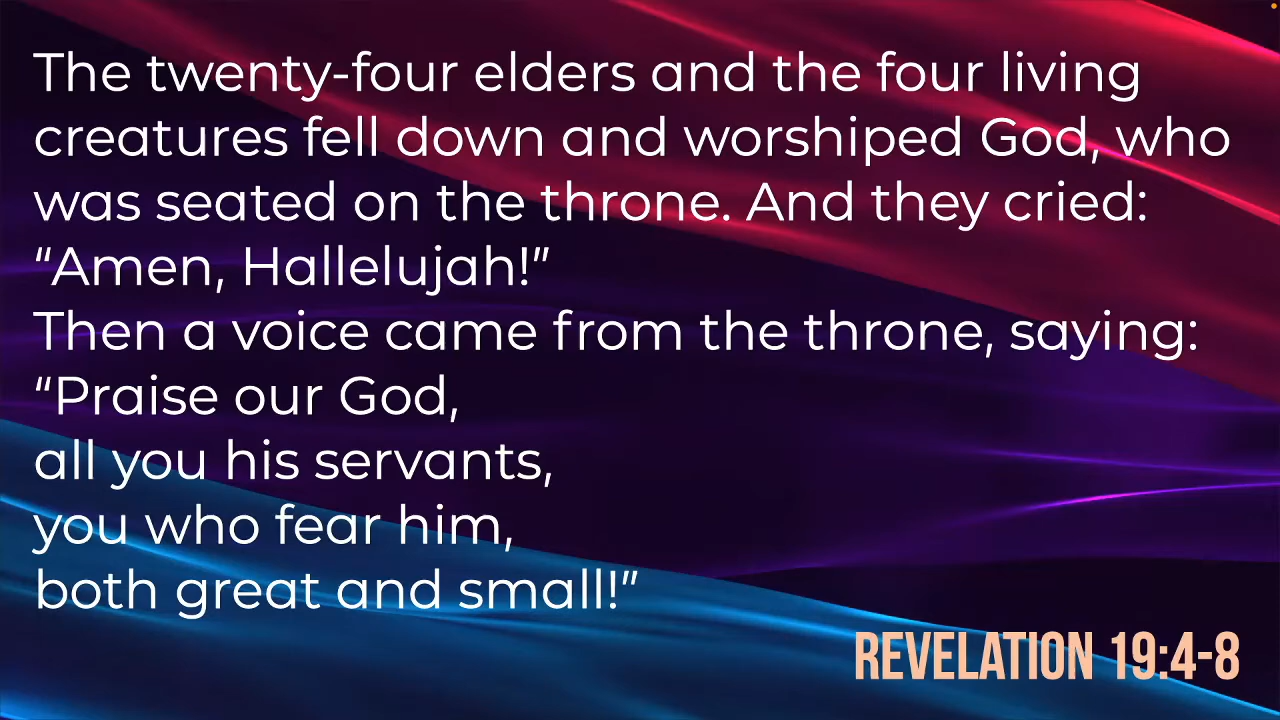 The twenty-four elders and the four living
creatures fell down and worshiped God, who
was seated on the throne. And they cried:
“Amen, Hallelujah!”
Then a voice came from the throne, saying:
“Praise our God,
all you his servants,
you who fear him,
both great and small!”
REVELATION 19:4-8